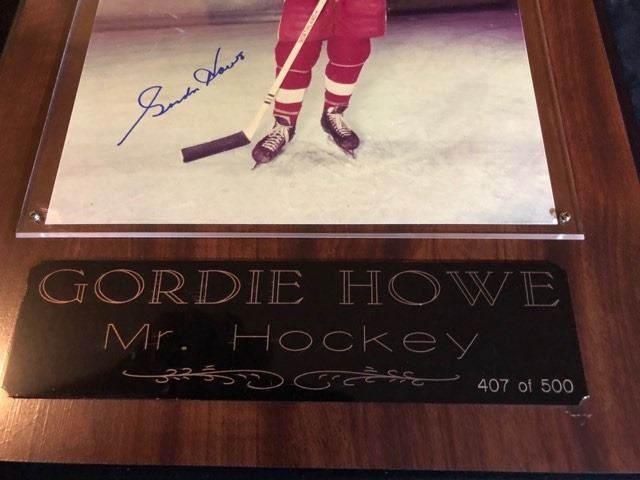 Gordie Howe
GORDIE HOWE
Mr. Hockey
407 of 500